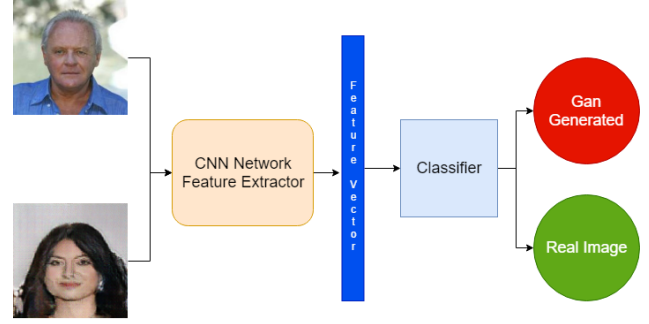 CNN Network
Feature Extractor
Feature Vector
Classifier
Gan
Generated
Real Image